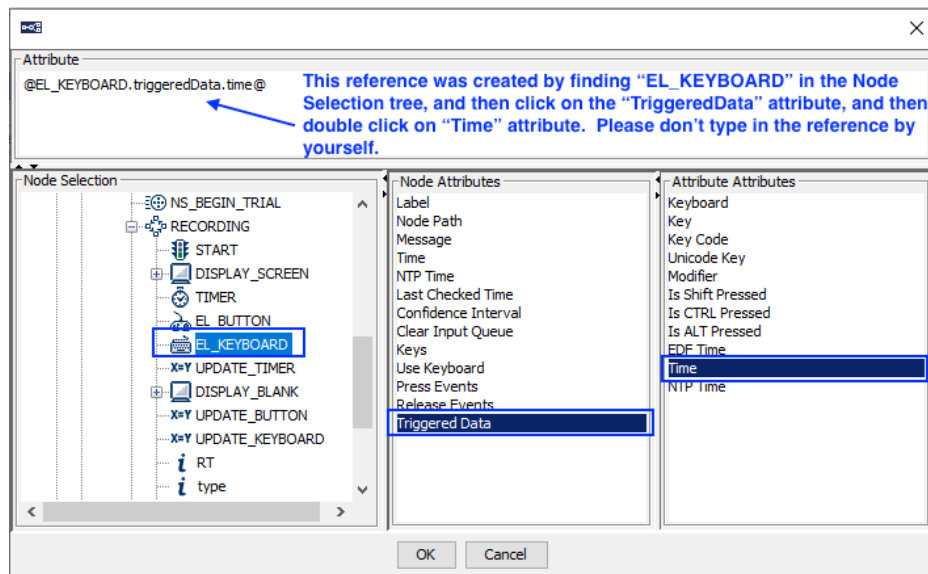 Attribute
@EL_KEYBOARD.triggeredData.time@
This reference was created by finding “EL_KEYBOARD” in the Node
Selection tree, and then click on the “TriggeredData” attribute, and then
double click on “Time” attribute. Please don’t type in the reference by
yourself.
Node Selection
NS_BEGIN_TRIAL
RECORDING
START
DISPLAY_SCREEN
TIMER
EL_BUTTON
EL_KEYBOARD
X=Y UPDATE_TIMER
DISPLAY_BLANK
X=Y UPDATE_BUTTON
X=Y UPDATE_KEYBOARD
i RT
i type
Node Attributes
Label
Node Path
Message
Time
NTP Time
Last Checked Time
Confidence Interval
Clear Input Queue
Keys
Use Keyboard
Press Events
Release Events
Triggered Data
Attribute Attributes
Keyboard
Key
Key Code
Unicode Key
Modifier
Is Shift Pressed
Is CTRL Pressed
Is ALT Pressed
EDF Time
Time
NTP Time
OK
Cancel